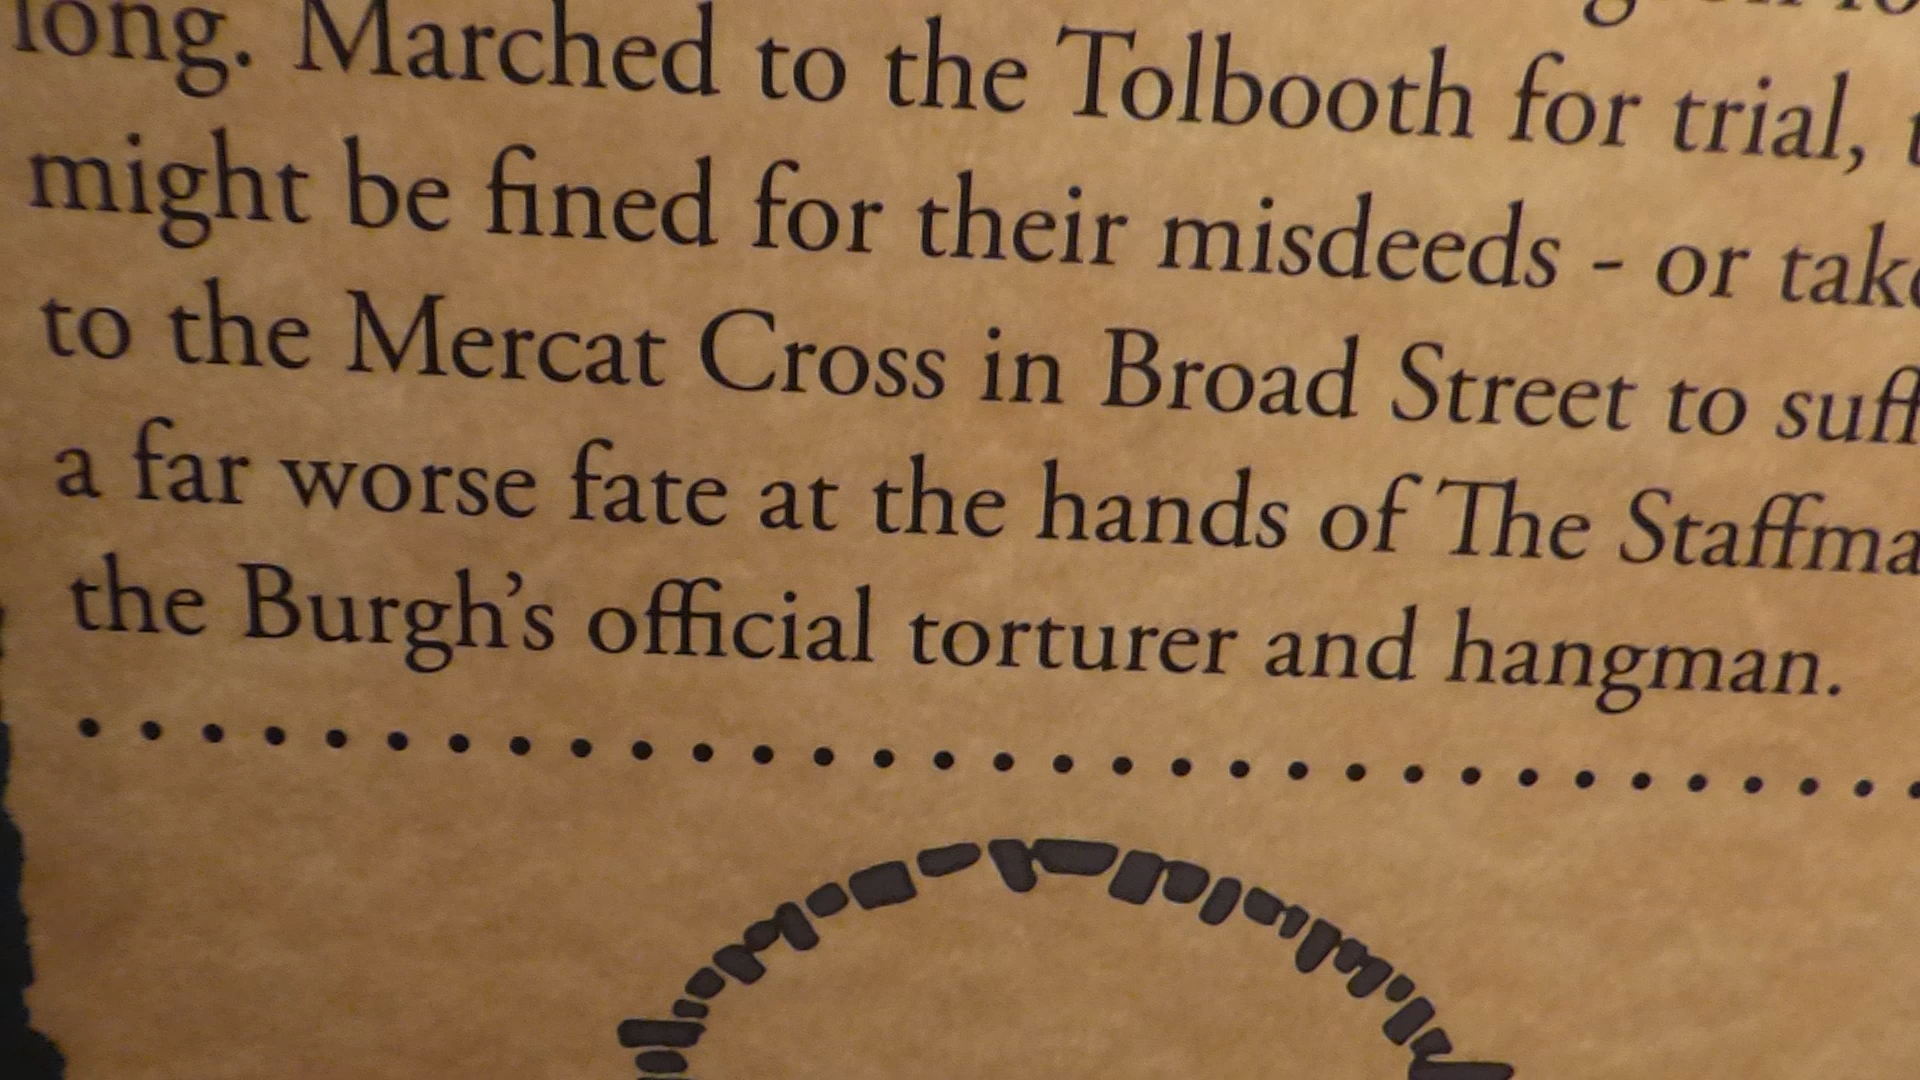 long. Marched to the Tolbooth for trial,
might be fined for their misdeeds - or
to the Mercat Cross in Broad Street to
a far worse fate at the hands of The
the Burgh's official torturer and hangman.